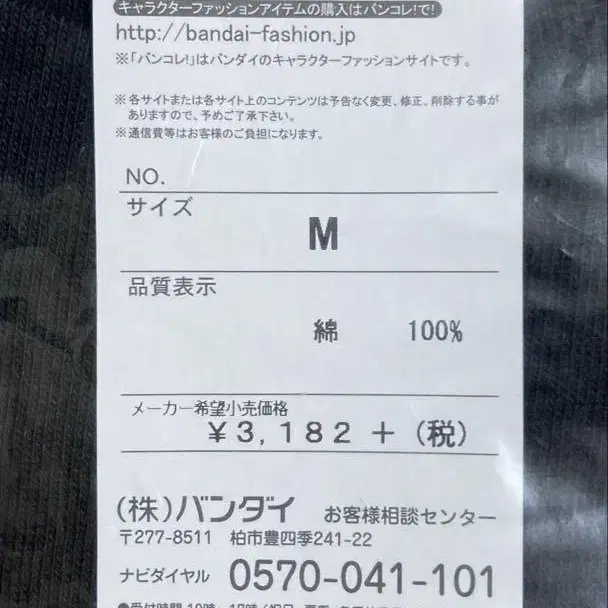 キャラクターファッションアイテムの購入はバンコレ!で!
http://bandai-fashion.jp
※「バンコレ!」はバンダイのキャラクターファッションサイトです。
※各サイトまたは各サイト上のコンテンツは予告なく変更、修正、削除する事が
ありますので、予めご了承下さい。
※通信費等はお客様のご負担になります。
NO.
サイズ
M
品質表示
綿 100%
メーカー希望小売価格
¥3,182+(税)
(株)バンダイ お客様相談センター
〒277-8511 柏市豊四季241-22
ナビダイヤル 0570-041-101